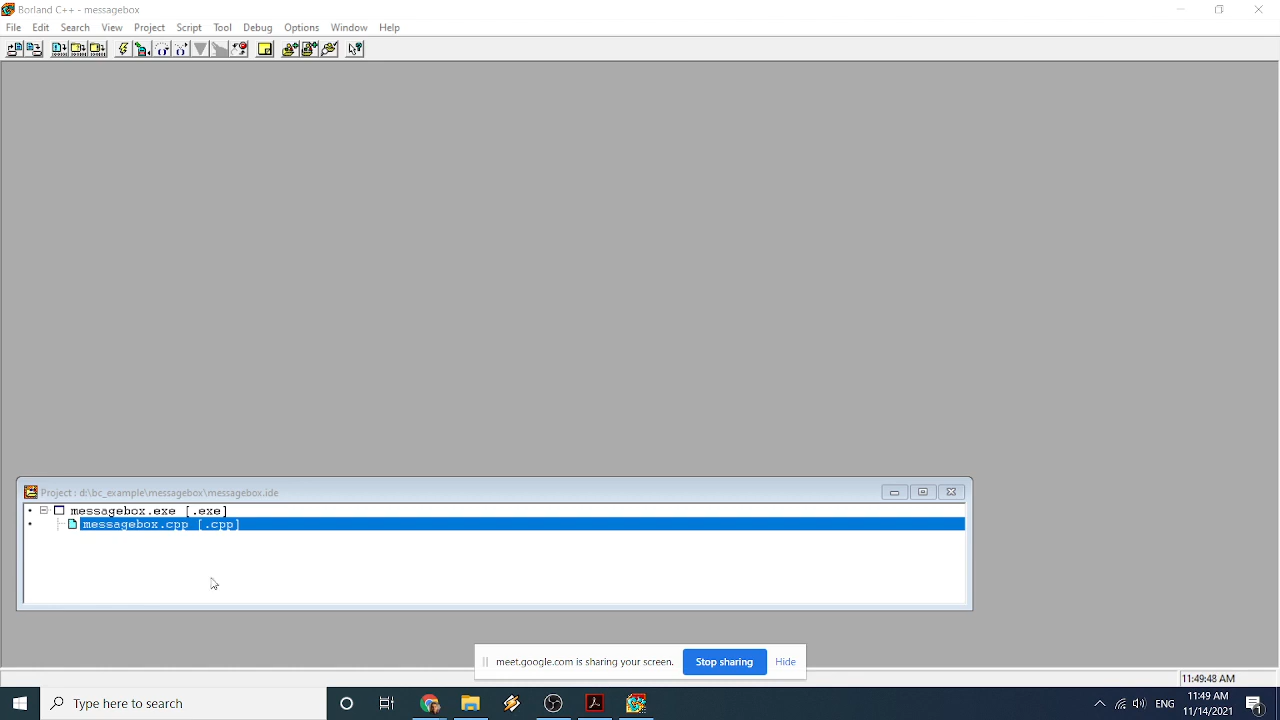 Borland C++ - messagebox
File Edit Search View Project Script Tool Debug Options Window Help
Project : d:\bc_example\messagebox\messagebox.ide
messagebox.exe [.exe]
messagebox.cpp [.cpp]
meet.google.com is sharing your screen. Stop sharing Hide
11:49:48 AM
Type here to search
ENG
11:49 AM
11/14/2021